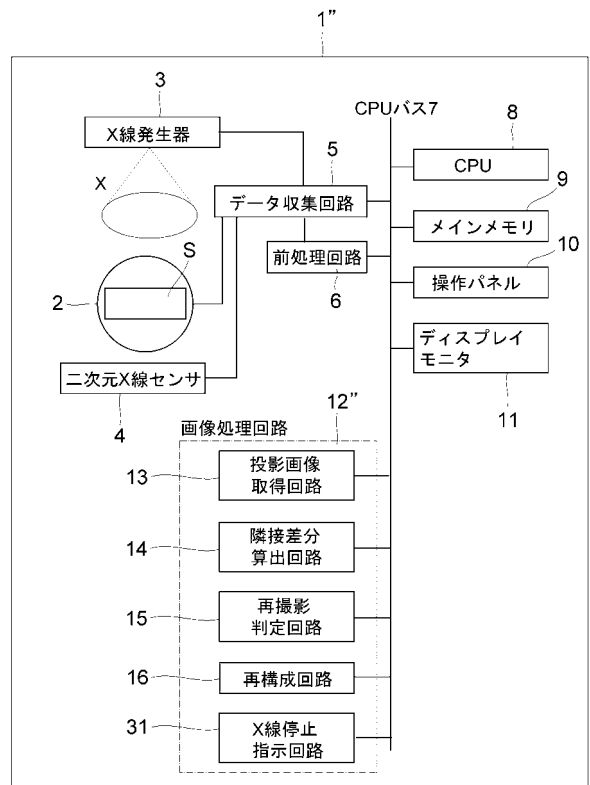 1”
3
X線発生器
X
CPUバス7
5
データ収集回路
前処理回路
6
S
2
二次元X線センサ
4
8
CPU
9
メインメモリ
10
操作パネル
ディスプレイ
モニタ
11
画像処理回路
12”
13
投影画像
取得回路
14
隣接差分
算出回路
15
再撮影
判定回路
16
再構成回路
31
X線停止
指示回路